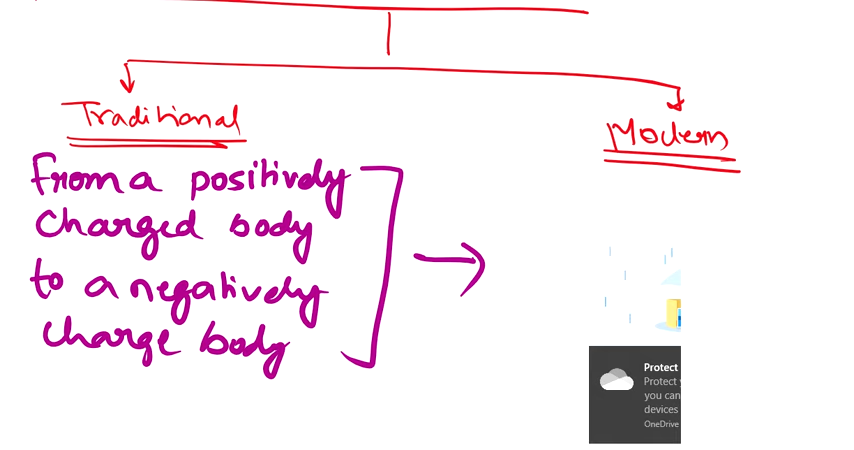 Traditional
Modern
from a positively
charged body
to a negatively
charge body
Protect
Protect
you can
devices
OneDrive